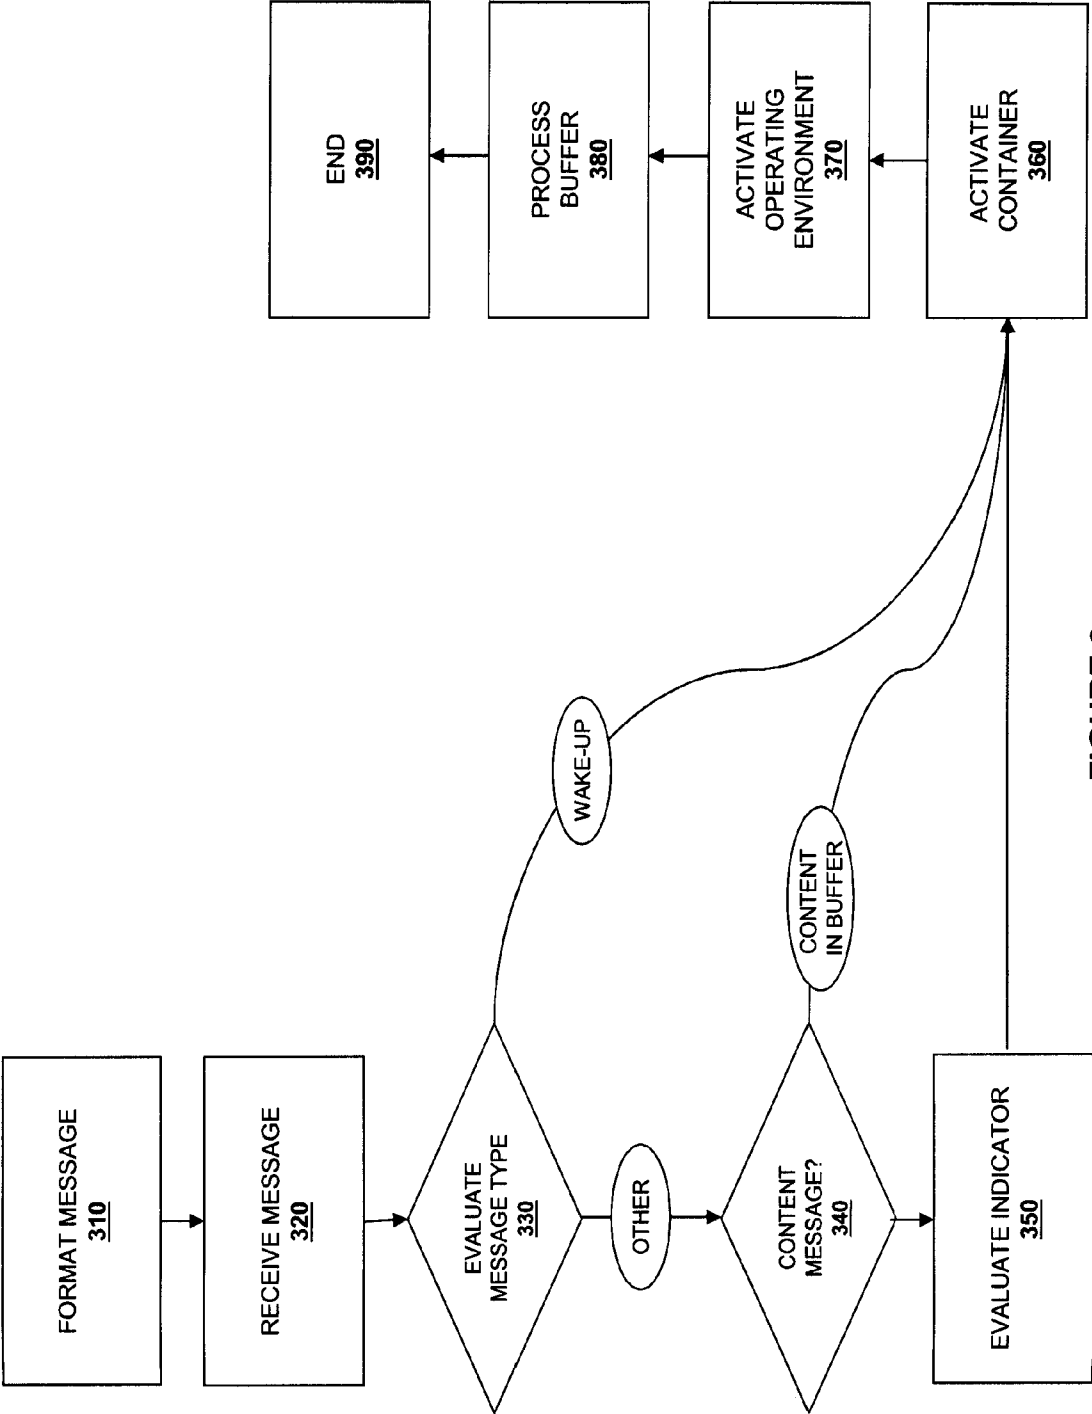 FORMAT MESSAGE
310
RECEIVE MESSAGE
320
EVALUATE
MESSAGE TYPE
330
WAKE-UP
OTHER
CONTENT
MESSAGE?
340
CONTENT
IN BUFFER
EVALUATE INDICATOR
350
ACTIVATE
CONTAINER
360
ACTIVATE
OPERATING
ENVIRONMENT
370
PROCESS
BUFFER
380
END
390